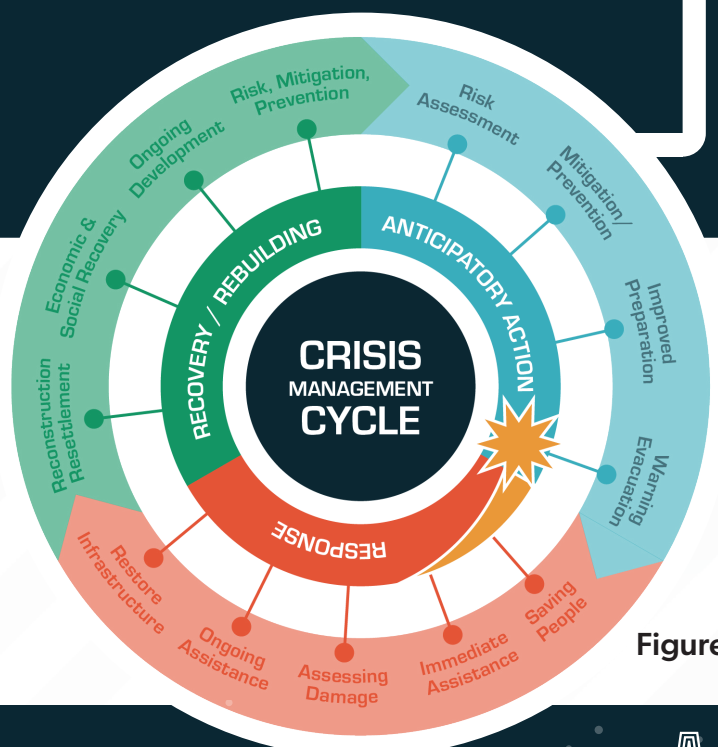 CRISIS
MANAGEMENT
CYCLE
ANTICIPATORY ACTION
Risk
Assessment
Mitigation/
Prevention
Improved
Preparation
Warning
Evacuation
RESPONSE
Saving
People
Immediate
Assistance
Assessing
Damage
Ongoing
Assistance
Restore
Infrastructure
RECOVERY / REBUILDING
Reconstruction
Resettlement
Economic &
Social Recovery
Ongoing
Development
Risk, Mitigation,
Prevention
Figure